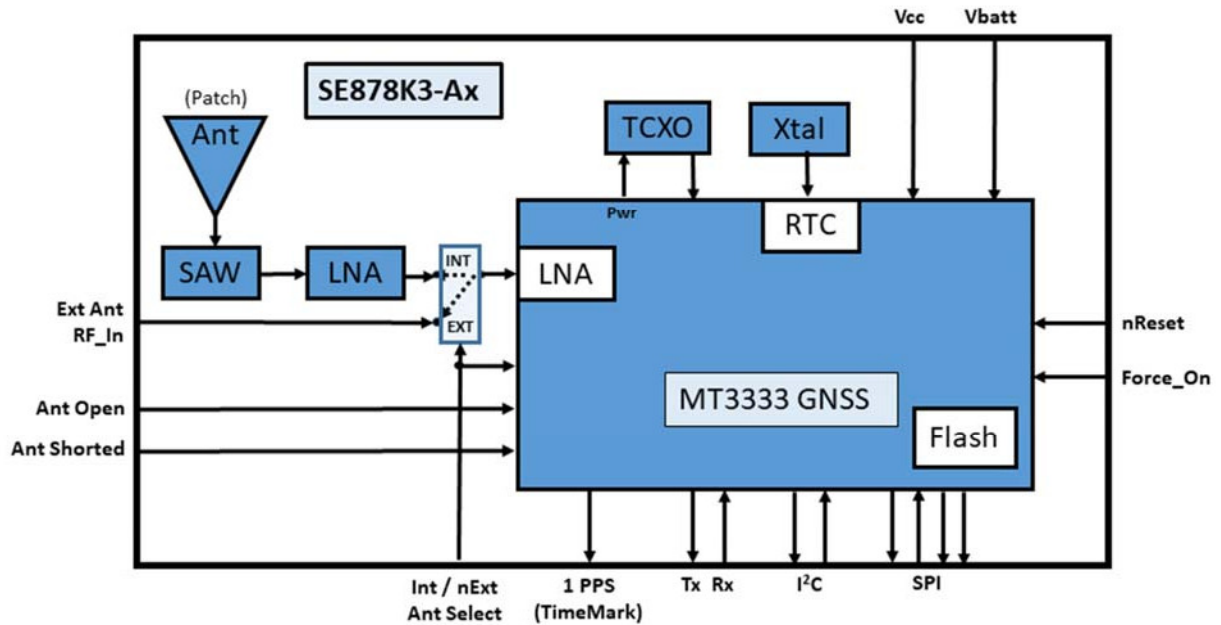 Vcc Vbatt
SE878K3-Ax
(Patch)
Ant
TCXO
Xtal
Pwr
RTC
SAW
LNA
INT
EXT
LNA
Ext Ant
RF_In
nReset
Force_On
MT3333 GNSS
Ant Open
Ant Shorted
Flash
Int / nExt
Ant Select
1 PPS
(TimeMark)
Tx Rx
I²C
SPI